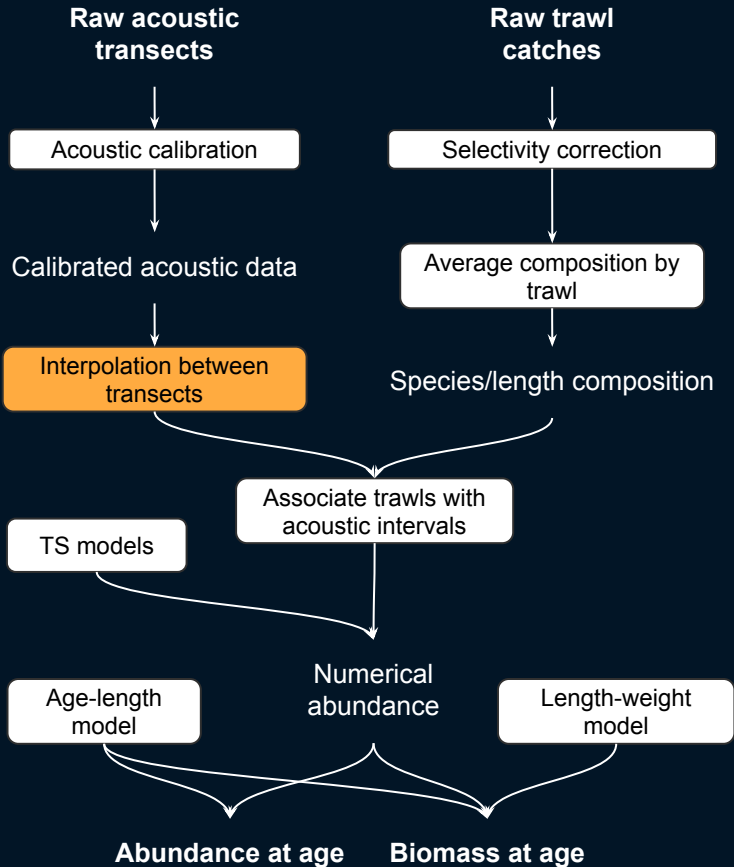 Raw acoustic
transects
Raw trawl
catches
Acoustic calibration
Selectivity correction
Calibrated acoustic data
Average composition by
trawl
Interpolation between
transects
Species/length composition
Associate trawls with
acoustic intervals
TS models
Numerical
abundance
Age-length
model
Length-weight
model
Abundance at age
Biomass at age